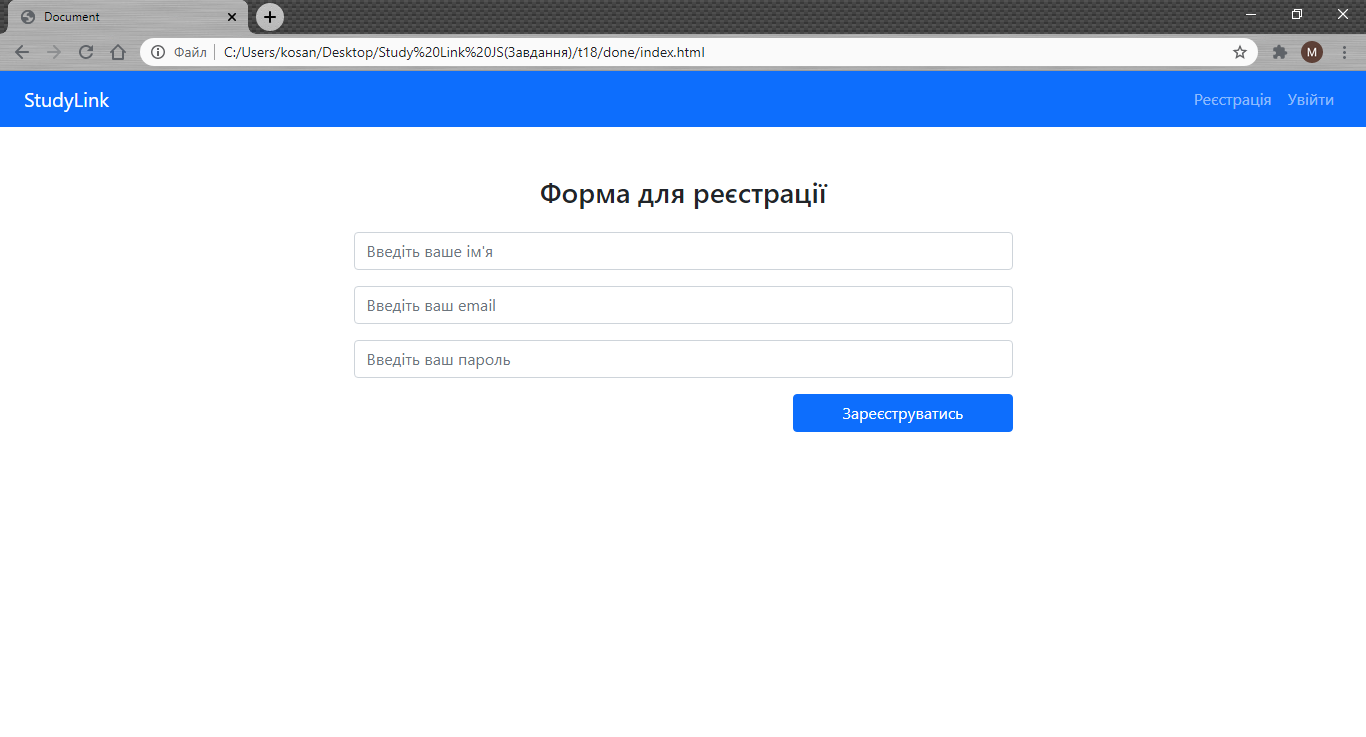 Document
Файл C:/Users/kosan/Desktop/Study%20Link%20JS(Завдання)/t18/done/index.html
M
StudyLink
Реєстрація Увійти
Форма для реєстрації
Введіть ваше ім'я
Введіть ваш email
Введіть ваш пароль
Зареєструватись